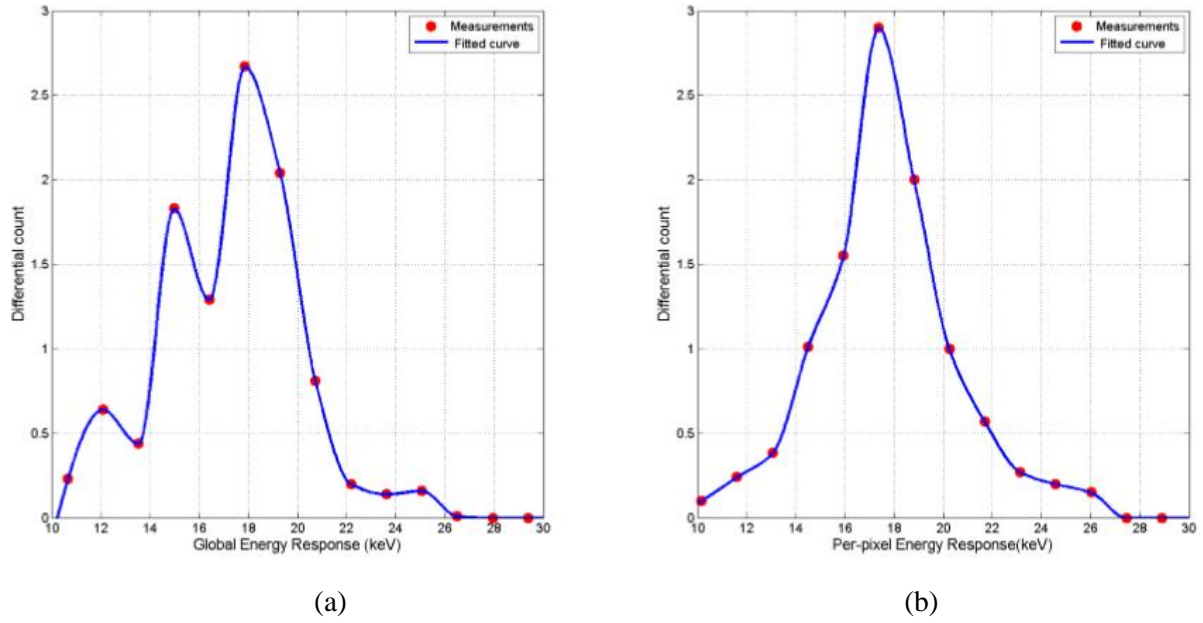 3
2.5
2
1.5
1
0.5
0
10 12 14 16 18 20 22 24 26 28 30
Differential count
Global Energy Response (keV)
Measurements
Fitted curve
(a)
3
2.5
2
1.5
1
0.5
0
10 12 14 16 18 20 22 24 26 28 30
Differential count
Per-pixel Energy Response(keV)
Measurements
Fitted curve
(b)